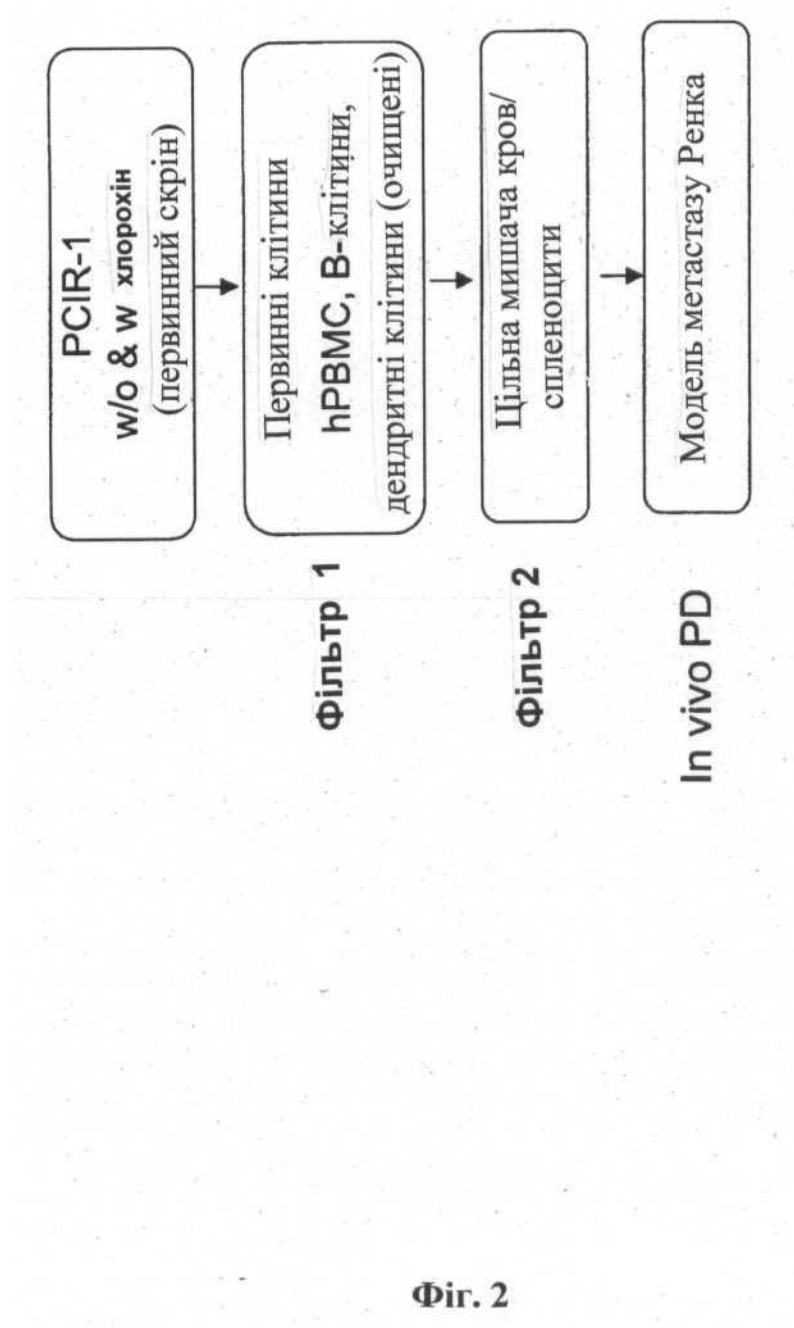 PCIR-1
w/o & w хлорохін
(первинний скрін)
Фільтр 1
Первинні клітини
hPBMC, В-клітини,
дендритні клітини (очищені)
Фільтр 2
Цільна мишача кров/
спленоцити
In vivo PD
Модель метастазу Ренка
Фіг. 2